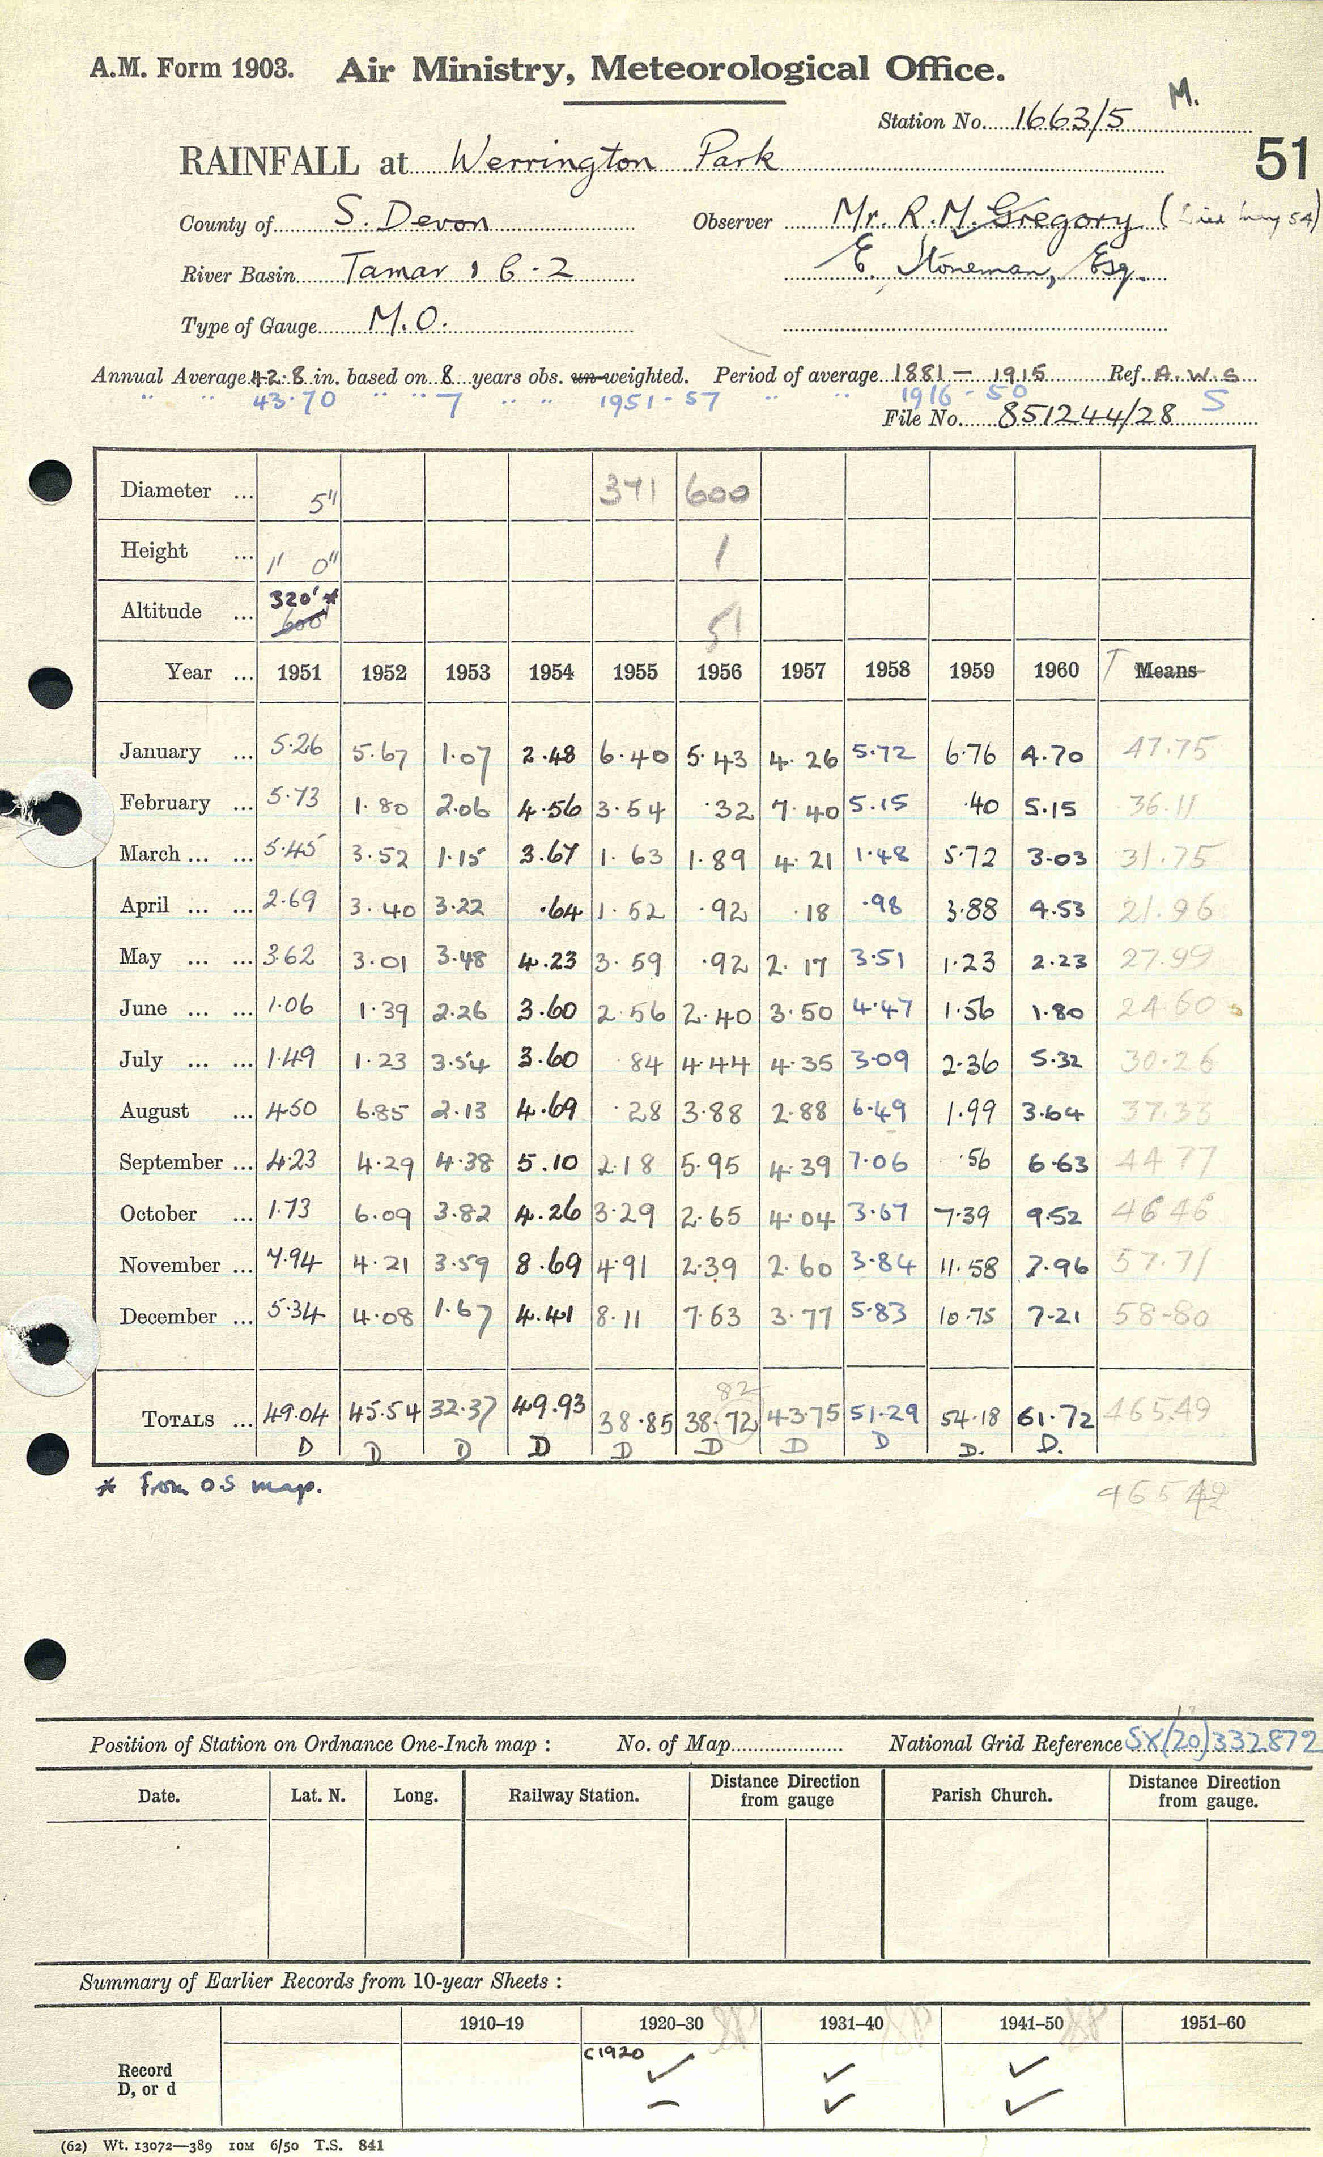 A.M. Form 1903. Air Ministry, Meteorological Office.
M.
Station No. 1663/5
RAINFALL at Werrington Park
51
County of S. Devon Observer Mr. R. M. Gregory (Died May 54)
River Basin Tamar 1 6-2 E. Stoneman, Esq.
Type of Gauge M.O.
Annual Average 42.8 in. based on 8 years obs. un-weighted. Period of average 1881 - 1915 Ref. A.W.S
" " 43.70 " " 7 " " 1951-57 " " 1916-50 S
File No. 851244/28
Diameter ... 5" 371 600
Height ... 1' 0" 1
Altitude ... 320'* 600' 51
Year ... 1951 1952 1953 1954 1955 1956 1957 1958 1959 1960 T Means
January ... 5.26 5.67 1.07 2.48 6.40 5.43 4.26 5.72 6.76 4.70 47.75
February ... 5.73 1.80 2.06 4.56 3.54 .32 7.40 5.15 .40 5.15 36.11
March ... ... 5.45 3.52 1.15 3.67 1.63 1.89 4.21 1.48 5.72 3.03 31.75
April ... ... 2.69 3.40 3.22 .64 1.52 .92 .18 .98 3.88 4.53 21.96
May ... ... 3.62 3.01 3.48 4.23 3.59 .92 2.17 3.51 1.23 2.23 27.99
June ... ... 1.06 1.39 2.26 3.60 2.56 2.40 3.50 4.47 1.56 1.80 24.60
July ... ... 1.49 1.23 3.54 3.60 .84 4.44 4.35 3.09 2.36 5.32 30.26
August ... 4.50 6.85 2.13 4.69 .28 3.88 2.88 6.49 1.99 3.64 37.33
September ... 4.23 4.29 4.38 5.10 2.18 5.95 4.39 7.06 .56 6.63 44.77
October ... 1.73 6.09 3.82 4.26 3.29 2.65 4.04 3.67 7.39 9.52 46.46
November ... 7.94 4.21 3.59 8.69 4.91 2.39 2.60 3.84 11.58 7.96 57.71
December ... 5.34 4.08 1.67 4.41 8.11 7.63 3.77 5.83 10.75 7.21 58.80
82
TOTALS ... 49.04 45.54 32.37 49.93 38.85 38.72 43.75 51.29 54.18 61.72 465.49
D D D D D D D D D. D.
* From O.S map.
Position of Station on Ordnance One-Inch map : No. of Map National Grid Reference SX(20)332872
Date. Lat. N. Long. Railway Station. Distance Direction from gauge Parish Church. Distance Direction from gauge.
Summary of Earlier Records from 10-year Sheets :
1910–19 1920–30 1931–40 1941–50 1951–60
c1920
Record ✓ ✓ ✓
D, or d – ✓ ✓
(62) Wt. 13072—389 10M 6/50 T.S. 841